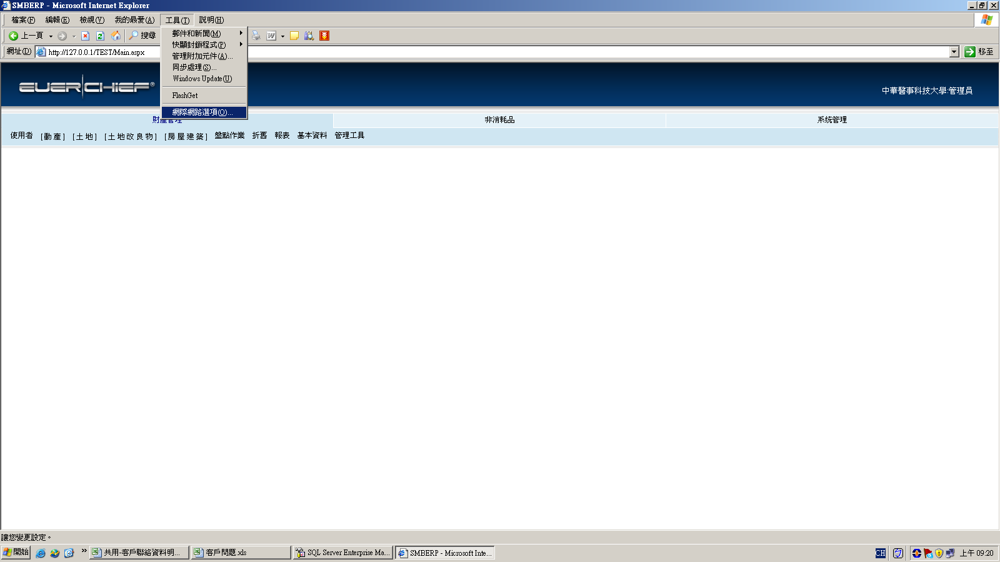 SMBERP - Microsoft Internet Explorer
檔案(F) 編輯(E) 檢視(V) 我的最愛(A) 工具(T) 說明(H)
上一頁 搜尋
網址(D) http://127.0.0.1/TEST/Main.aspx 移至
郵件和新聞(M)
快顯封鎖程式(P)
管理附加元件(A)...
同步處理(S)...
Windows Update(U)
FlashGet
網際網路選項(O)...
EVERCHIEF®
中華醫事科技大學:管理員
財產管理 非消耗品 系統管理
使用者 [動產] [土地] [土地改良物] [房屋建築] 盤點作業 折舊 報表 基本資料 管理工具
讓您變更設定。
開始 共用-客戶聯絡資料明... 客戶問題.xls SQL Server Enterprise Ma... SMBERP - Microsoft Inte... CH 上午 09:20